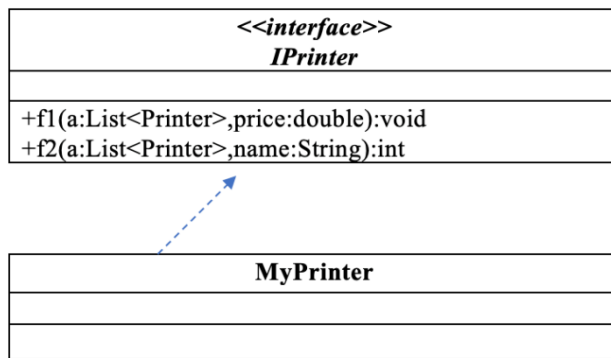 <<interface>>
IPrinter
+f1(a:List<Printer>,price:double):void
+f2(a:List<Printer>,name:String):int
MyPrinter